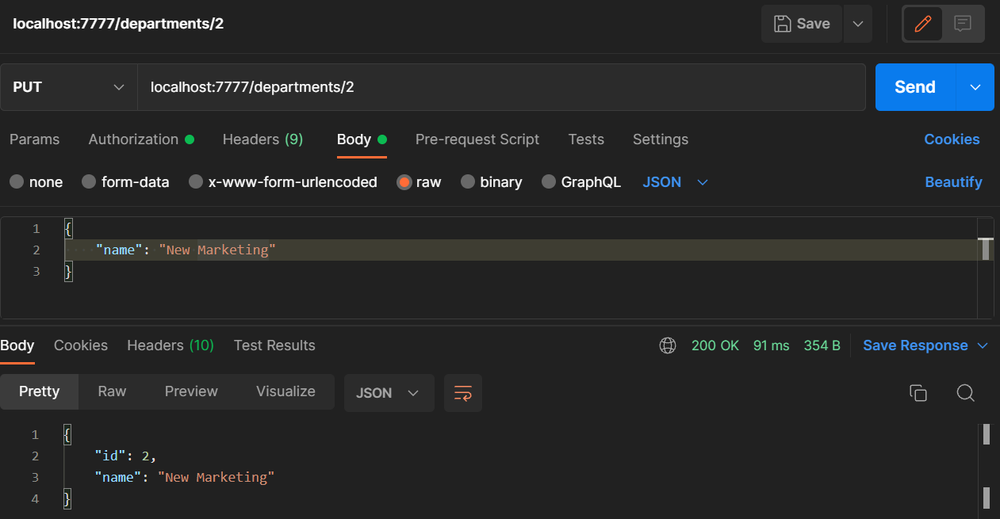 localhost:7777/departments/2 Save
PUT localhost:7777/departments/2 Send
Params Authorization Headers (9) Body Pre-request Script Tests Settings Cookies
none form-data x-www-form-urlencoded raw binary GraphQL JSON Beautify
1 {
2 "name": "New Marketing"
3 }
Body Cookies Headers (10) Test Results 200 OK 91 ms 354 B Save Response
Pretty Raw Preview Visualize JSON
1 {
2 "id": 2,
3 "name": "New Marketing"
4 }